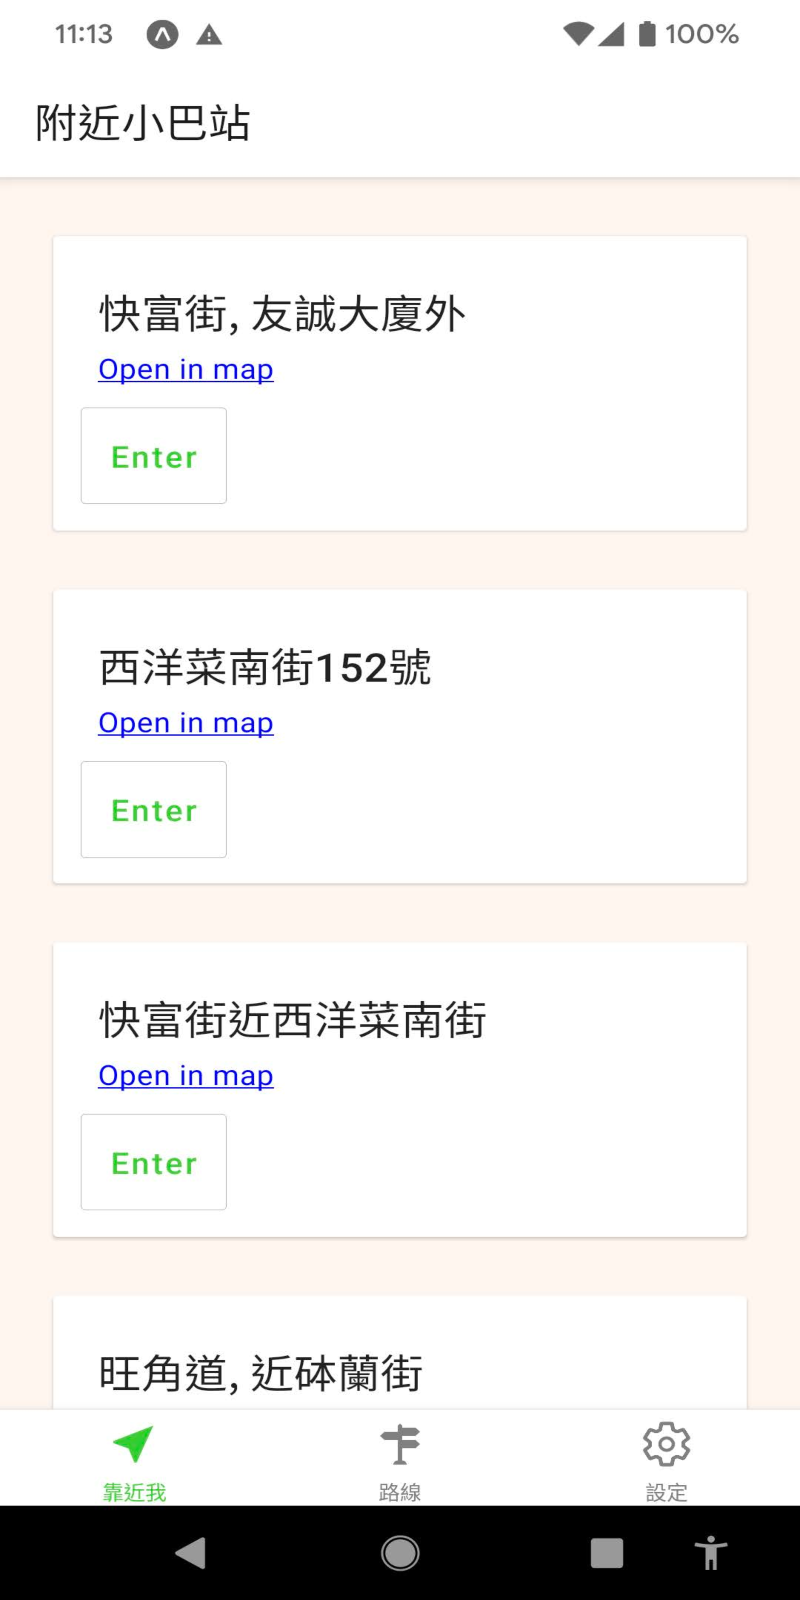 11:13
100%
附近小巴站
快富街, 友誠大廈外
Open in map
Enter
西洋菜南街152號
Open in map
Enter
快富街近西洋菜南街
Open in map
Enter
旺角道, 近砵蘭街
靠近我
路線
設定